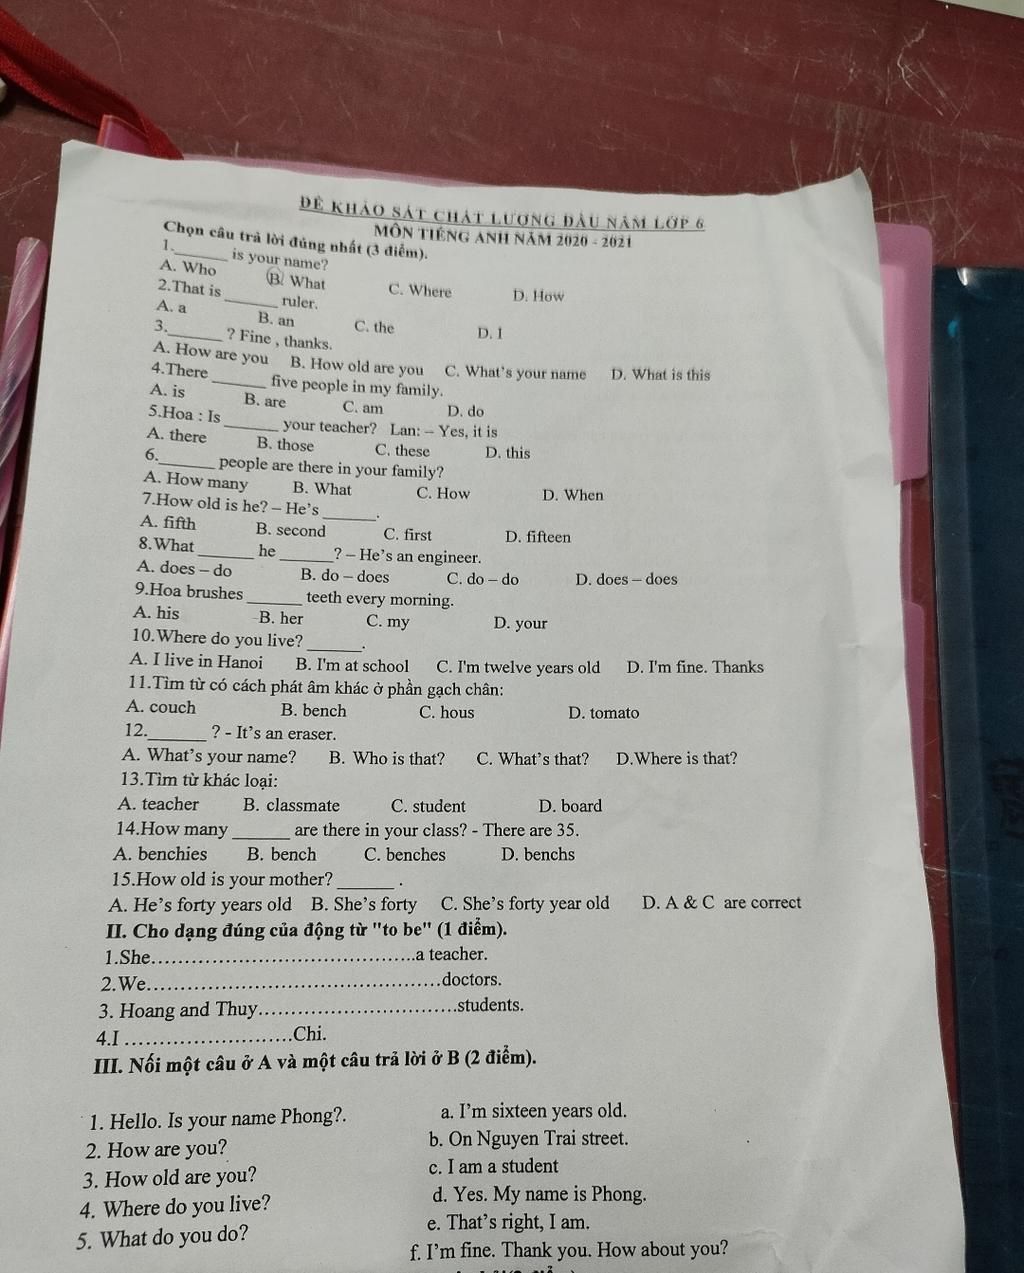 ĐỀ KHẢO SÁT CHẤT LƯỢNG ĐẦU NĂM LỚP 6
MÔN TIẾNG ANH NĂM 2020 - 2021
Chọn câu trả lời đúng nhất (3 điểm).
1.______ is your name?
A. Who B. What C. Where D. How
2.That is ______ ruler.
A. a B. an C. the D. I
3.______ ? Fine , thanks.
A. How are you B. How old are you C. What's your name D. What is this
4.There ______ five people in my family.
A. is B. are C. am D. do
5.Hoa : Is ______ your teacher? Lan: – Yes, it is
A. there B. those C. these D. this
6.______ people are there in your family?
A. How many B. What C. How D. When
7.How old is he? – He's ______.
A. fifth B. second C. first D. fifteen
8.What ______ he ______? – He's an engineer.
A. does – do B. do – does C. do – do D. does – does
9.Hoa brushes ______ teeth every morning.
A. his B. her C. my D. your
10.Where do you live? ______.
A. I live in Hanoi B. I'm at school C. I'm twelve years old D. I'm fine. Thanks
11.Tìm từ có cách phát âm khác ở phần gạch chân:
A. couch B. bench C. hous D. tomato
12.______ ? - It's an eraser.
A. What's your name? B. Who is that? C. What's that? D.Where is that?
13.Tìm từ khác loại:
A. teacher B. classmate C. student D. board
14.How many ______ are there in your class? - There are 35.
A. benchies B. bench C. benches D. benchs
15.How old is your mother? ______ .
A. He's forty years old B. She's forty C. She's forty year old D. A & C are correct
II. Cho dạng đúng của động từ "to be" (1 điểm).
1.She........................................a teacher.
2.We.............................................doctors.
3. Hoang and Thuy..............................students.
4.I .........................Chi.
III. Nối một câu ở A và một câu trả lời ở B (2 điểm).
1. Hello. Is your name Phong?. a. I'm sixteen years old.
2. How are you? b. On Nguyen Trai street.
3. How old are you? c. I am a student
4. Where do you live? d. Yes. My name is Phong.
5. What do you do? e. That's right, I am.
f. I'm fine. Thank you. How about you?